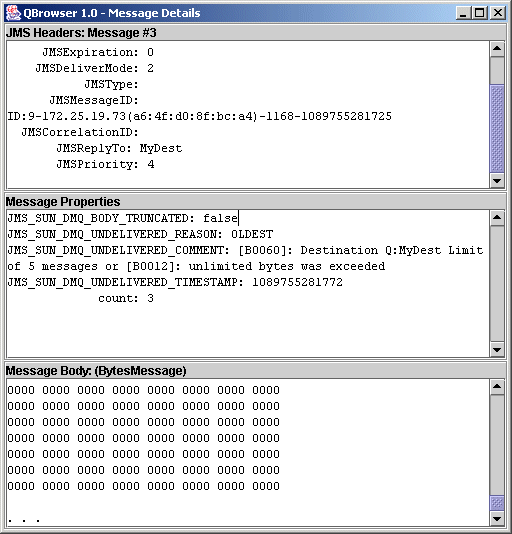 QBrowser 1.0 - Message Details
JMS Headers: Message #3
JMSExpiration: 0
JMSDeliverMode: 2
JMSType:
JMSMessageID:
ID:9-172.25.19.73(a6:4f:d0:8f:bc:a4)-1168-1089755281725
JMSCorrelationID:
JMSReplyTo: MyDest
JMSPriority: 4
Message Properties
JMS_SUN_DMQ_BODY_TRUNCATED: false
JMS_SUN_DMQ_UNDELIVERED_REASON: OLDEST
JMS_SUN_DMQ_UNDELIVERED_COMMENT: [B0060]: Destination Q:MyDest Limit
of 5 messages or [B0012]: unlimited bytes was exceeded
JMS_SUN_DMQ_UNDELIVERED_TIMESTAMP: 1089755281772
count: 3
Message Body: (BytesMessage)
0000 0000 0000 0000 0000 0000 0000 0000
0000 0000 0000 0000 0000 0000 0000 0000
0000 0000 0000 0000 0000 0000 0000 0000
0000 0000 0000 0000 0000 0000 0000 0000
0000 0000 0000 0000 0000 0000 0000 0000
0000 0000 0000 0000 0000 0000 0000 0000
0000 0000 0000 0000 0000 0000 0000 0000
. . .